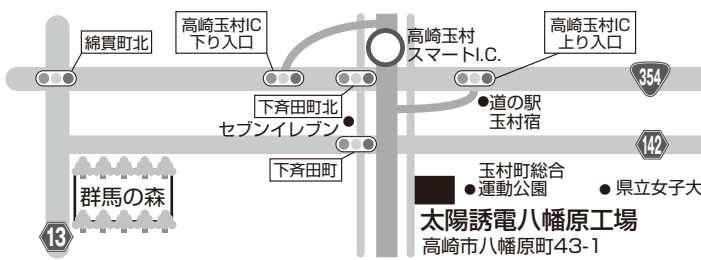 綿貫町北
高崎玉村IC
下り入口
高崎玉村
スマートI.C.
高崎玉村IC
上り入口
354
下斉田町北
セブンイレブン
道の駅
玉村宿
142
下斉田町
群馬の森
玉村町総合
運動公園
県立女子大
太陽誘電八幡原工場
高崎市八幡原町43-1
13